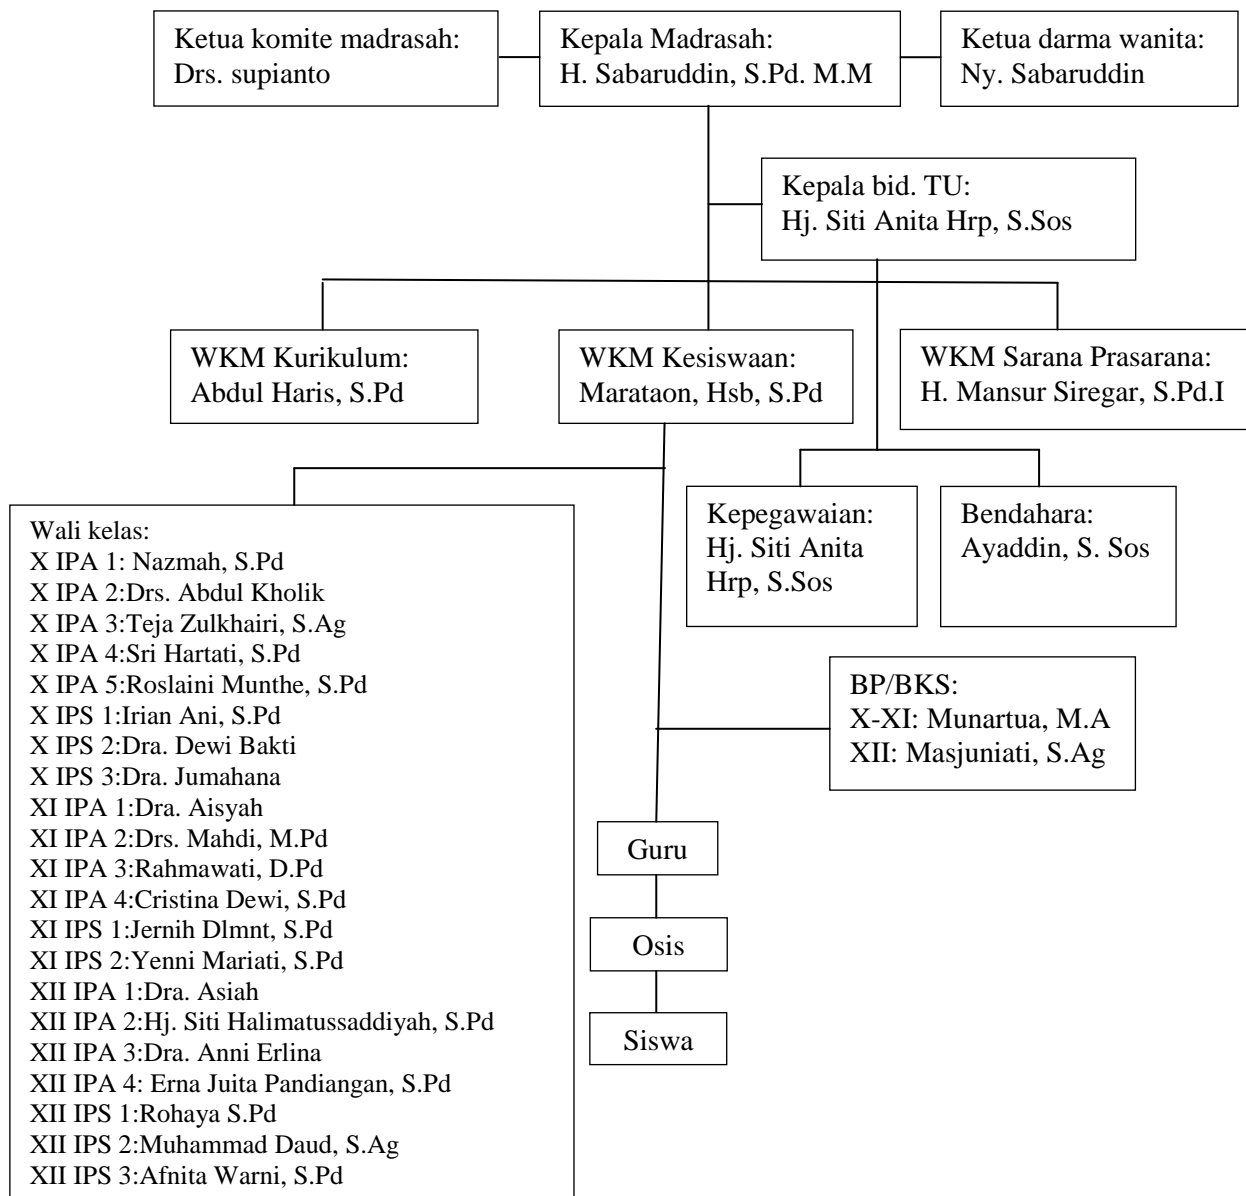 Ketua komite madrasah:
Drs. supianto
Kepala Madrasah:
H. Sabaruddin, S.Pd. M.M
Ketua darma wanita:
Ny. Sabaruddin
Kepala bid. TU:
Hj. Siti Anita Hrp, S.Sos
WKM Kurikulum:
Abdul Haris, S.Pd
WKM Kesiswaan:
Marataon, Hsb, S.Pd
WKM Sarana Prasarana:
H. Mansur Siregar, S.Pd.I
Kepegawaian:
Hj. Siti Anita
Hrp, S.Sos
Bendahara:
Ayaddin, S. Sos
Wali kelas:
X IPA 1: Nazmah, S.Pd
X IPA 2:Drs. Abdul Kholik
X IPA 3:Teja Zulkhairi, S.Ag
X IPA 4:Sri Hartati, S.Pd
X IPA 5:Roslaini Munthe, S.Pd
X IPS 1:Irian Ani, S.Pd
X IPS 2:Dra. Dewi Bakti
X IPS 3:Dra. Jumahana
XI IPA 1:Dra. Aisyah
XI IPA 2:Drs. Mahdi, M.Pd
XI IPA 3:Rahmawati, D.Pd
XI IPA 4:Cristina Dewi, S.Pd
XI IPS 1:Jernih Dlmnt, S.Pd
XI IPS 2:Yenni Mariati, S.Pd
XII IPA 1:Dra. Asiah
XII IPA 2:Hj. Siti Halimatussaddiyah, S.Pd
XII IPA 3:Dra. Anni Erlina
XII IPA 4: Erna Juita Pandiangan, S.Pd
XII IPS 1:Rohaya S.Pd
XII IPS 2:Muhammad Daud, S.Ag
XII IPS 3:Afnita Warni, S.Pd
BP/BKS:
X-XI: Munartua, M.A
XII: Masjuniati, S.Ag
Guru
Osis
Siswa